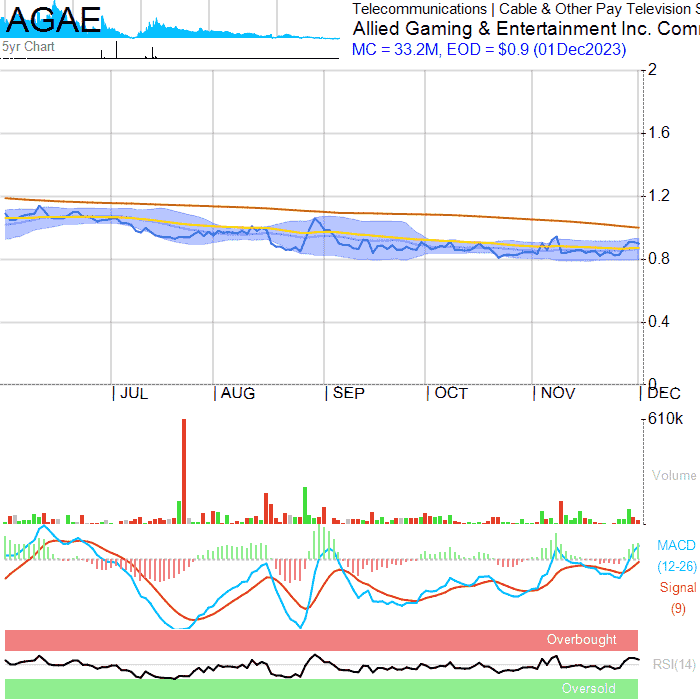 AGAE
5yr Chart
Telecommunications | Cable & Other Pay Television S
Allied Gaming & Entertainment Inc. Com
MC = 33.2M, EOD = $0.9 (01Dec2023)
2
1.6
1.2
0.8
0.4
0
JUL AUG SEP OCT NOV DEC
610k
Volume
MACD
(12-26)
Signal
(9)
Overbought
RSI(14)
Oversold